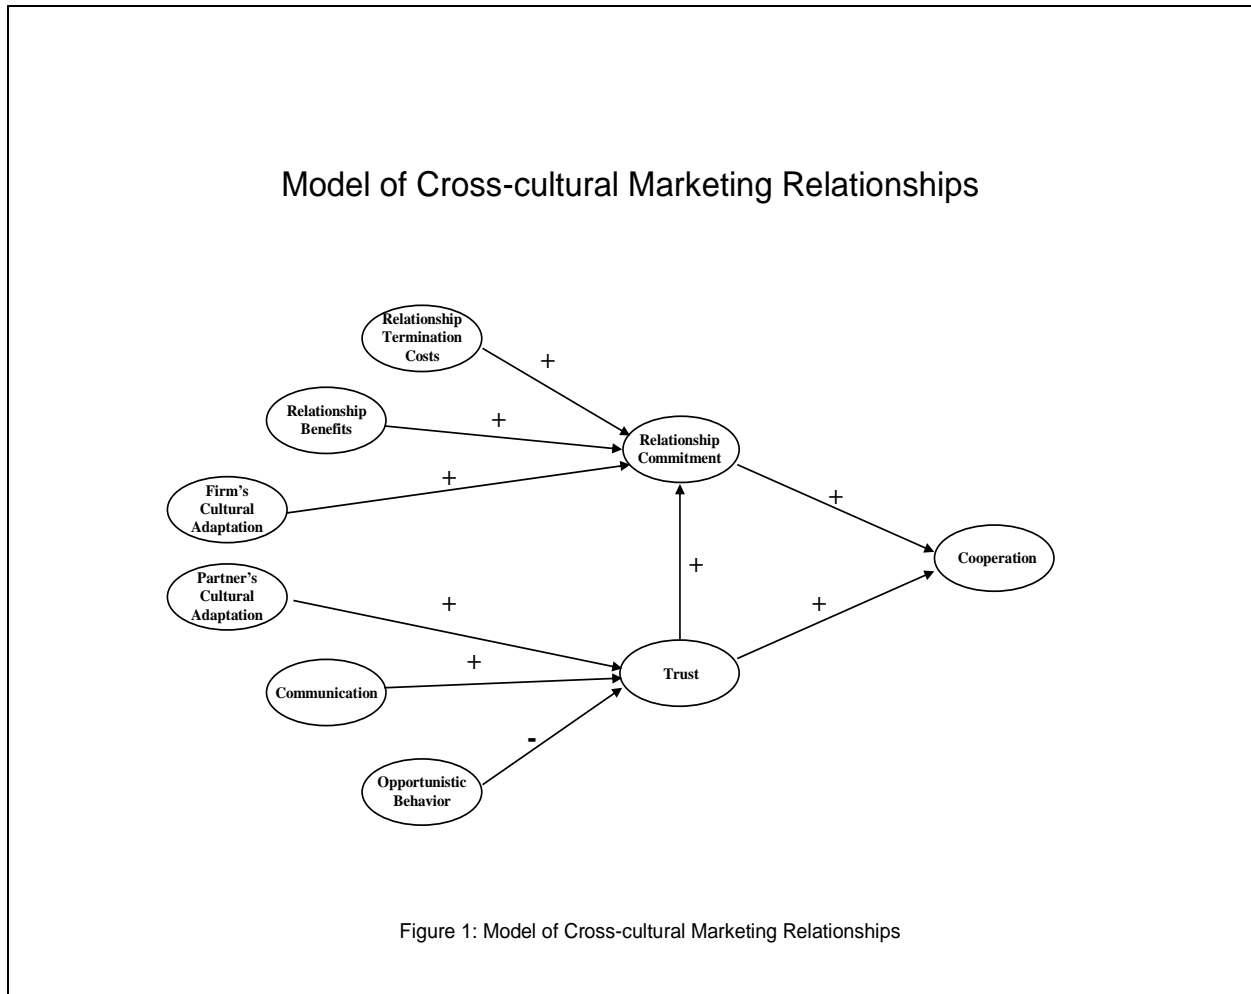 Model of Cross-cultural Marketing Relationships
Relationship
Termination
Costs
+
Relationship
Benefits
+
Relationship
Commitment
Firm's
Cultural
Adaptation
+
+
Cooperation
Partner's
Cultural
Adaptation
+
+
+
Trust
Communication
+
-
Opportunistic
Behavior
Figure 1: Model of Cross-cultural Marketing Relationships